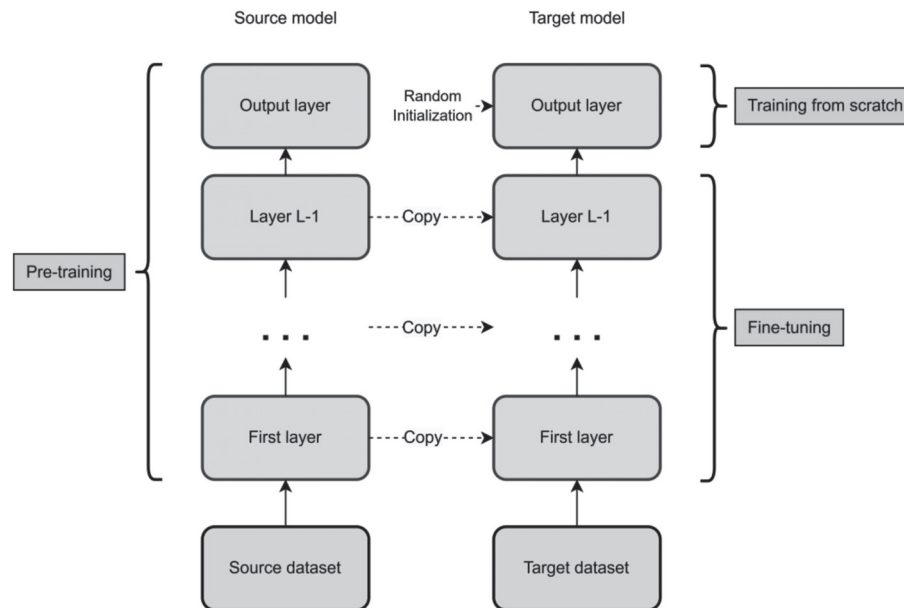 Source model
Target model
Output layer
Random
Initialization
Output layer
Training from scratch
Layer L-1
Copy
Layer L-1
Pre-training
. . .
Copy
. . .
Fine-tuning
First layer
Copy
First layer
Source dataset
Target dataset